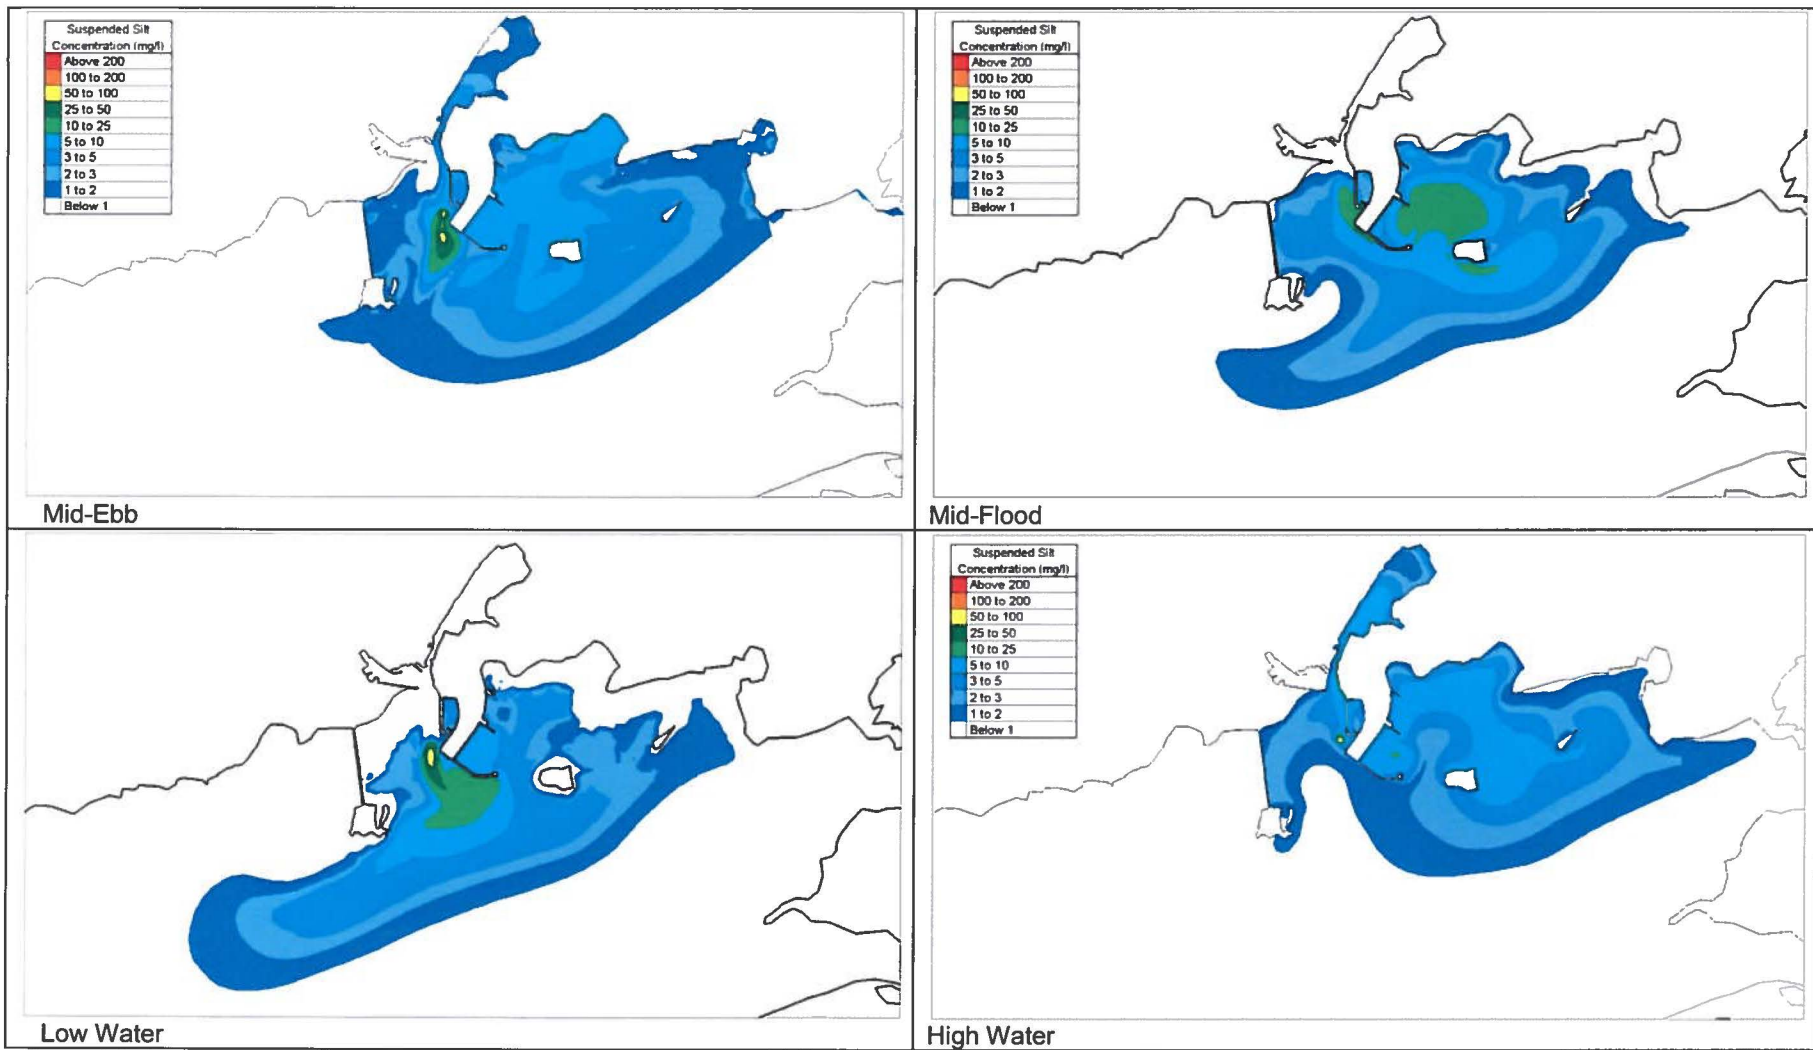 Suspended Silt
Concentration (mg/l)
Above 200
100 to 200
50 to 100
25 to 50
10 to 25
5 to 10
3 to 5
2 to 3
1 to 2
Below 1
Mid-Ebb
Suspended Silt
Concentration (mg/l)
Above 200
100 to 200
50 to 100
25 to 50
10 to 25
5 to 10
3 to 5
2 to 3
1 to 2
Below 1
Mid-Flood
Low Water
Suspended Silt
Concentration (mg/l)
Above 200
100 to 200
50 to 100
25 to 50
10 to 25
5 to 10
3 to 5
2 to 3
1 to 2
Below 1
High Water